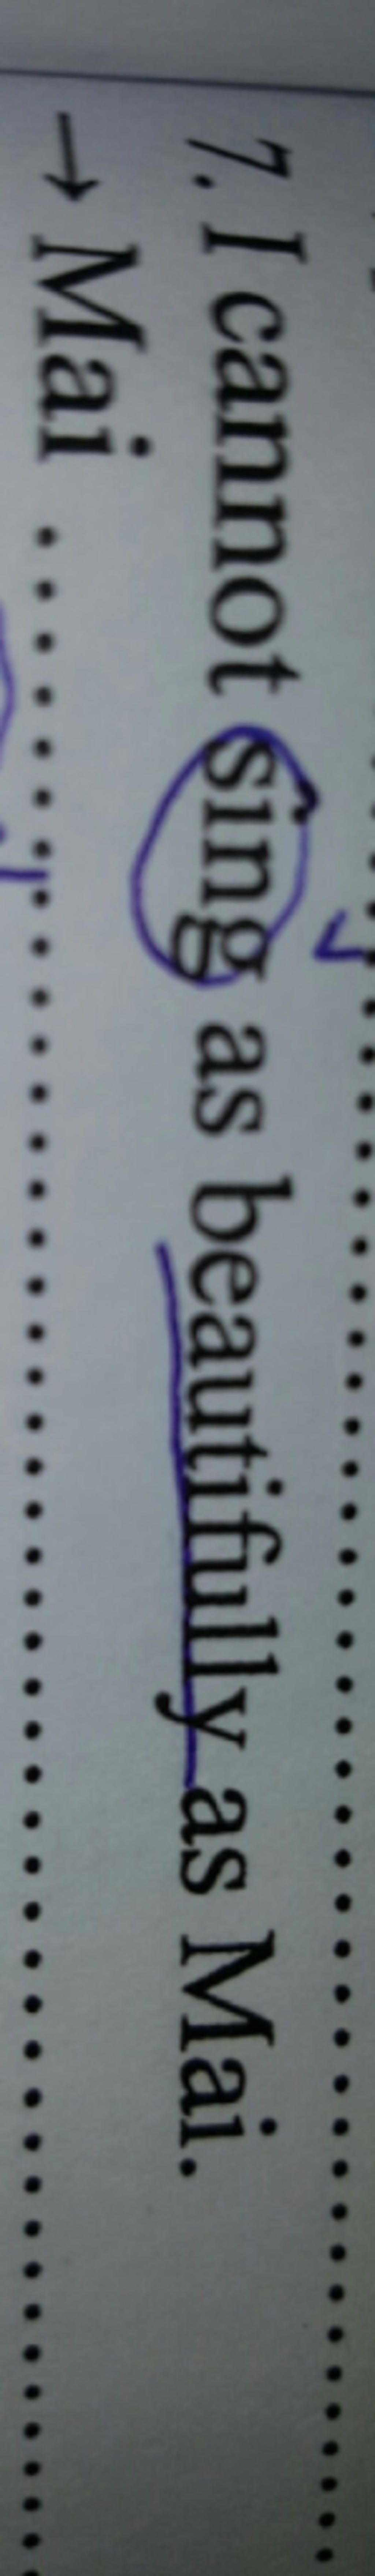 7. I cannot sing as beautifully as Mai.
→ Mai ................................................